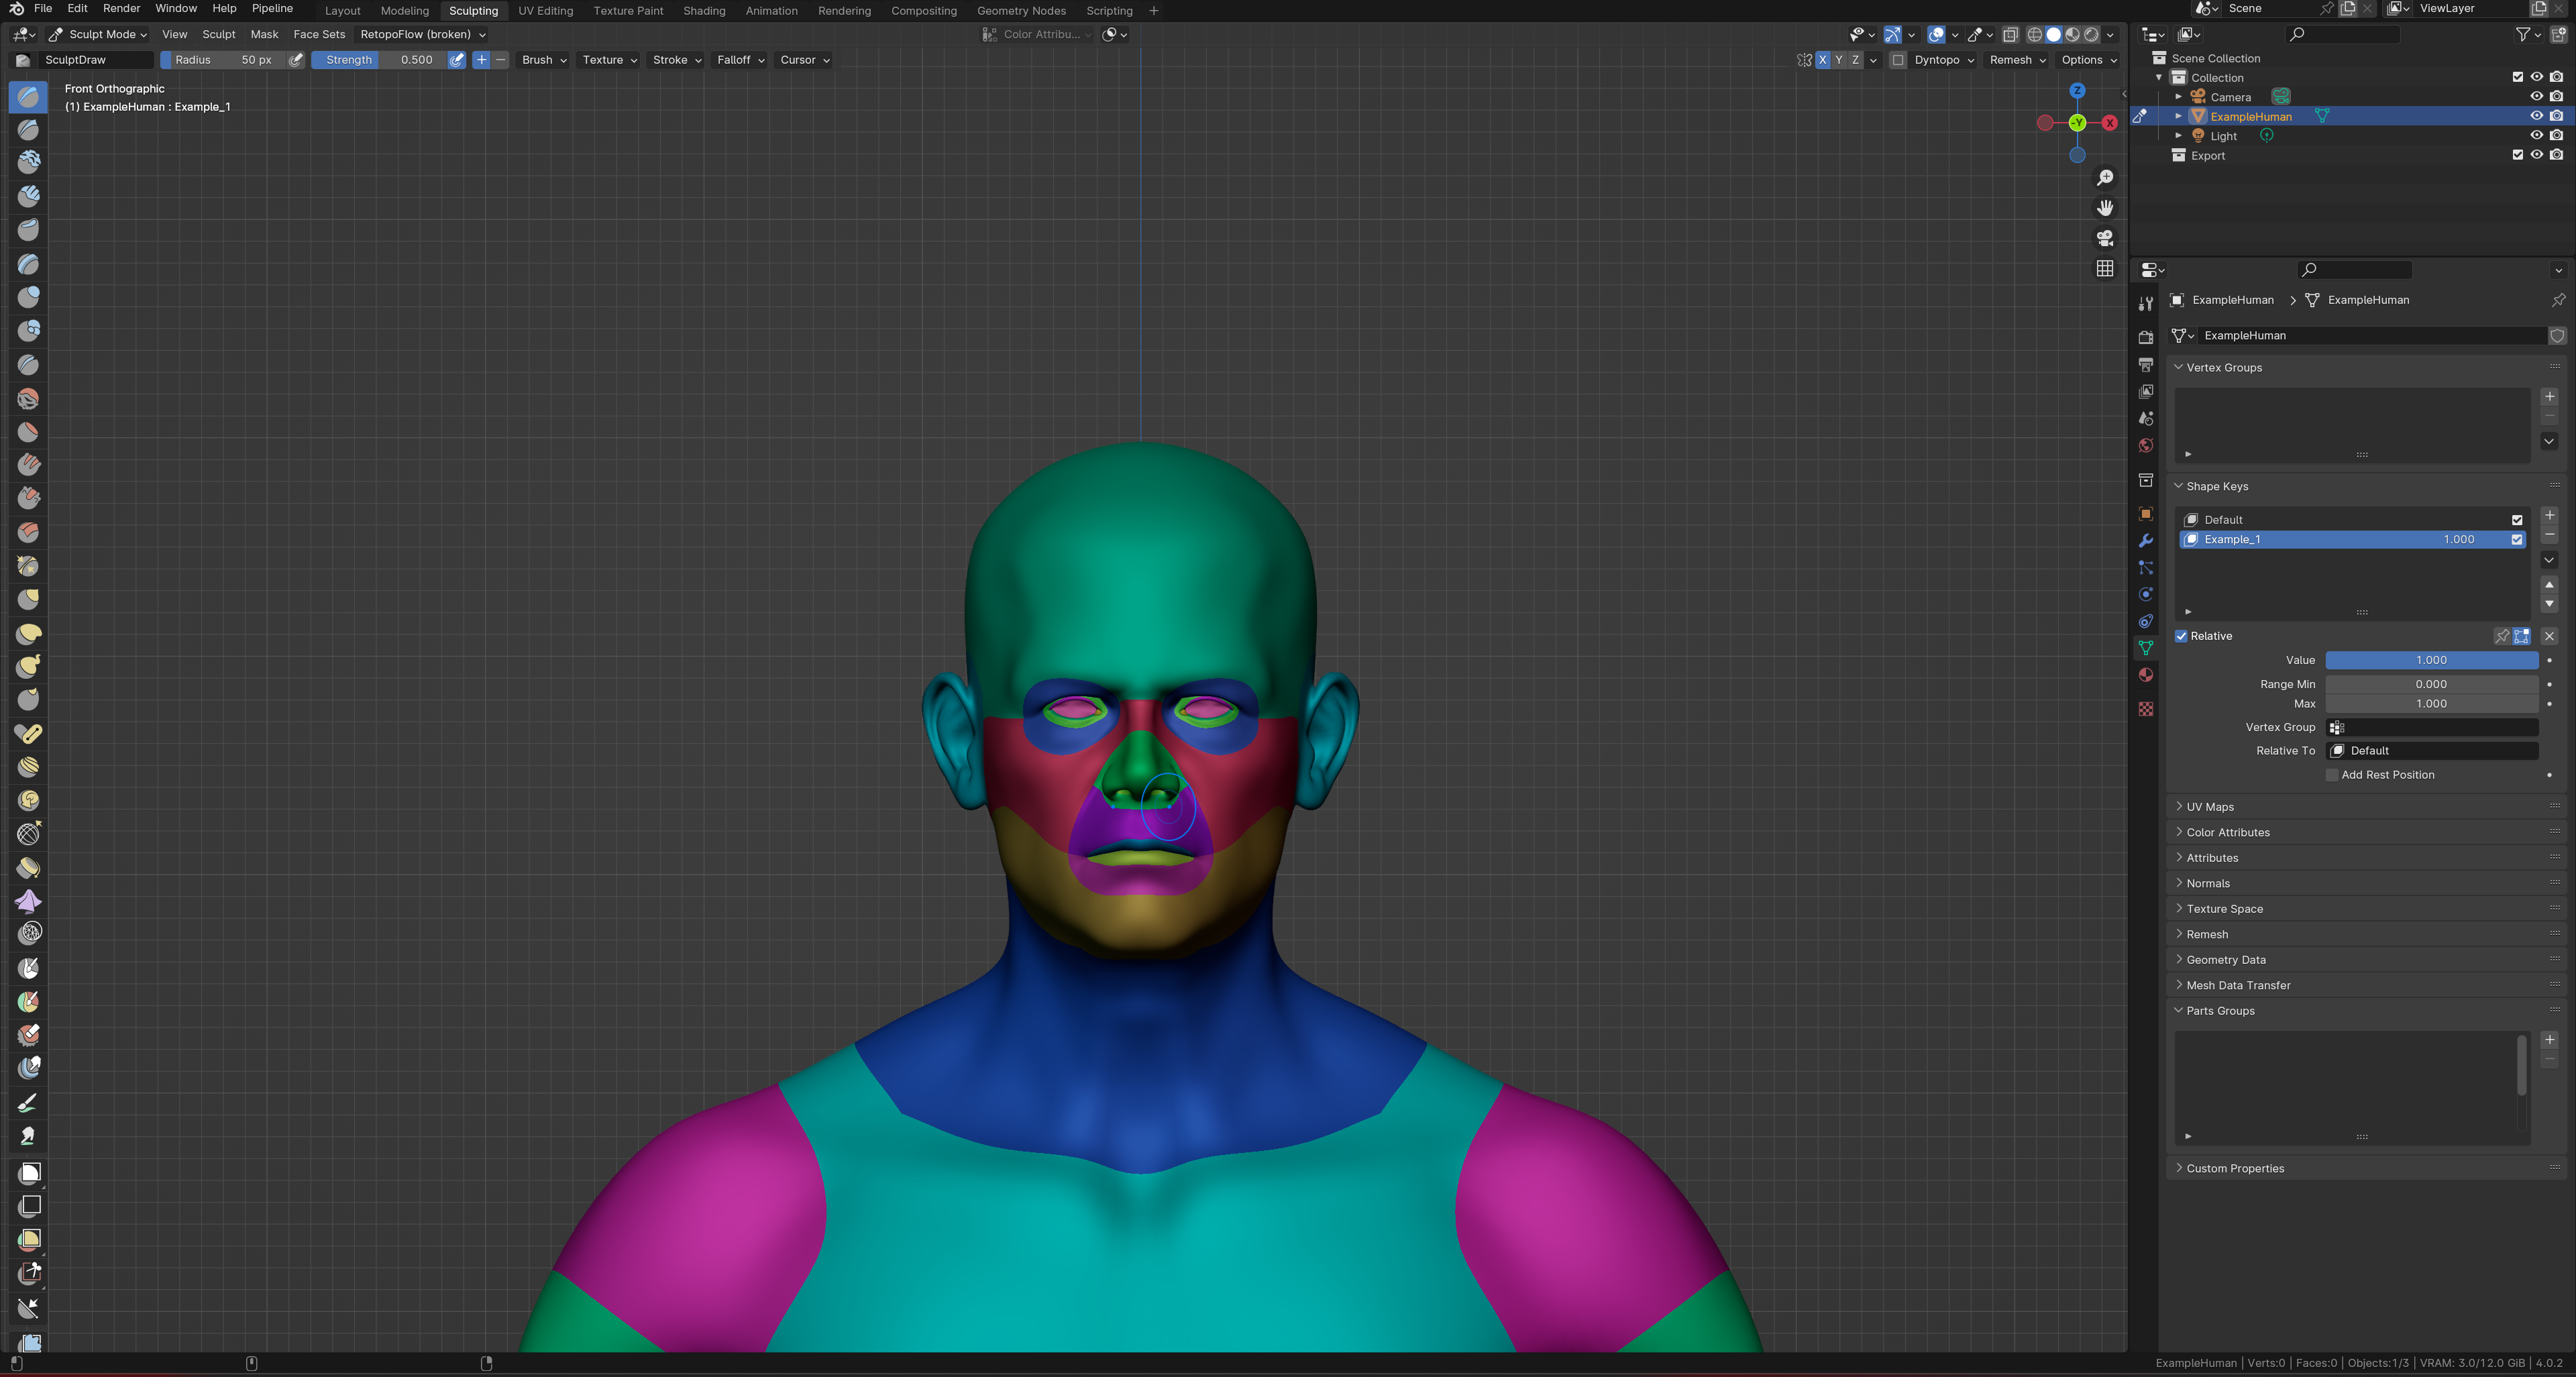 File Edit Render Window Help Pipeline Layout Modeling Sculpting UV Editing Texture Paint Shading Animation Rendering Compositing Geometry Nodes Scripting + Scene ViewLayer
Sculpt Mode View Sculpt Mask Face Sets RetopoFlow (broken) Color Attribu...
SculptDraw Radius 50 px Strength 0.500 Brush Texture Stroke Falloff Cursor X Y Z Dyntopo Remesh Options
Front Orthographic
(1) ExampleHuman : Example_1
Z
-Y X
Scene Collection
Collection
Camera
ExampleHuman
Light
Export
ExampleHuman > ExampleHuman
ExampleHuman
Vertex Groups
Shape Keys
Default
Example_1 1.000
Relative
Value 1.000
Range Min 0.000
Max 1.000
Vertex Group
Relative To Default
Add Rest Position
UV Maps
Color Attributes
Attributes
Normals
Texture Space
Remesh
Geometry Data
Mesh Data Transfer
Parts Groups
Custom Properties
ExampleHuman | Verts:0 | Faces:0 | Objects:1/3 | VRAM: 3.0/12.0 GiB | 4.0.2